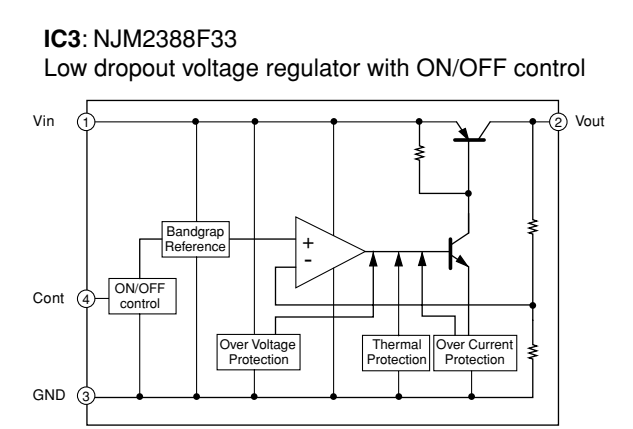 IC3: NJM2388F33
Low dropout voltage regulator with ON/OFF control
Vin 1
2 Vout
Bandgrap
Reference
+
-
Cont 4
ON/OFF
control
Over Voltage
Protection
Thermal
Protection
Over Current
Protection
GND 3